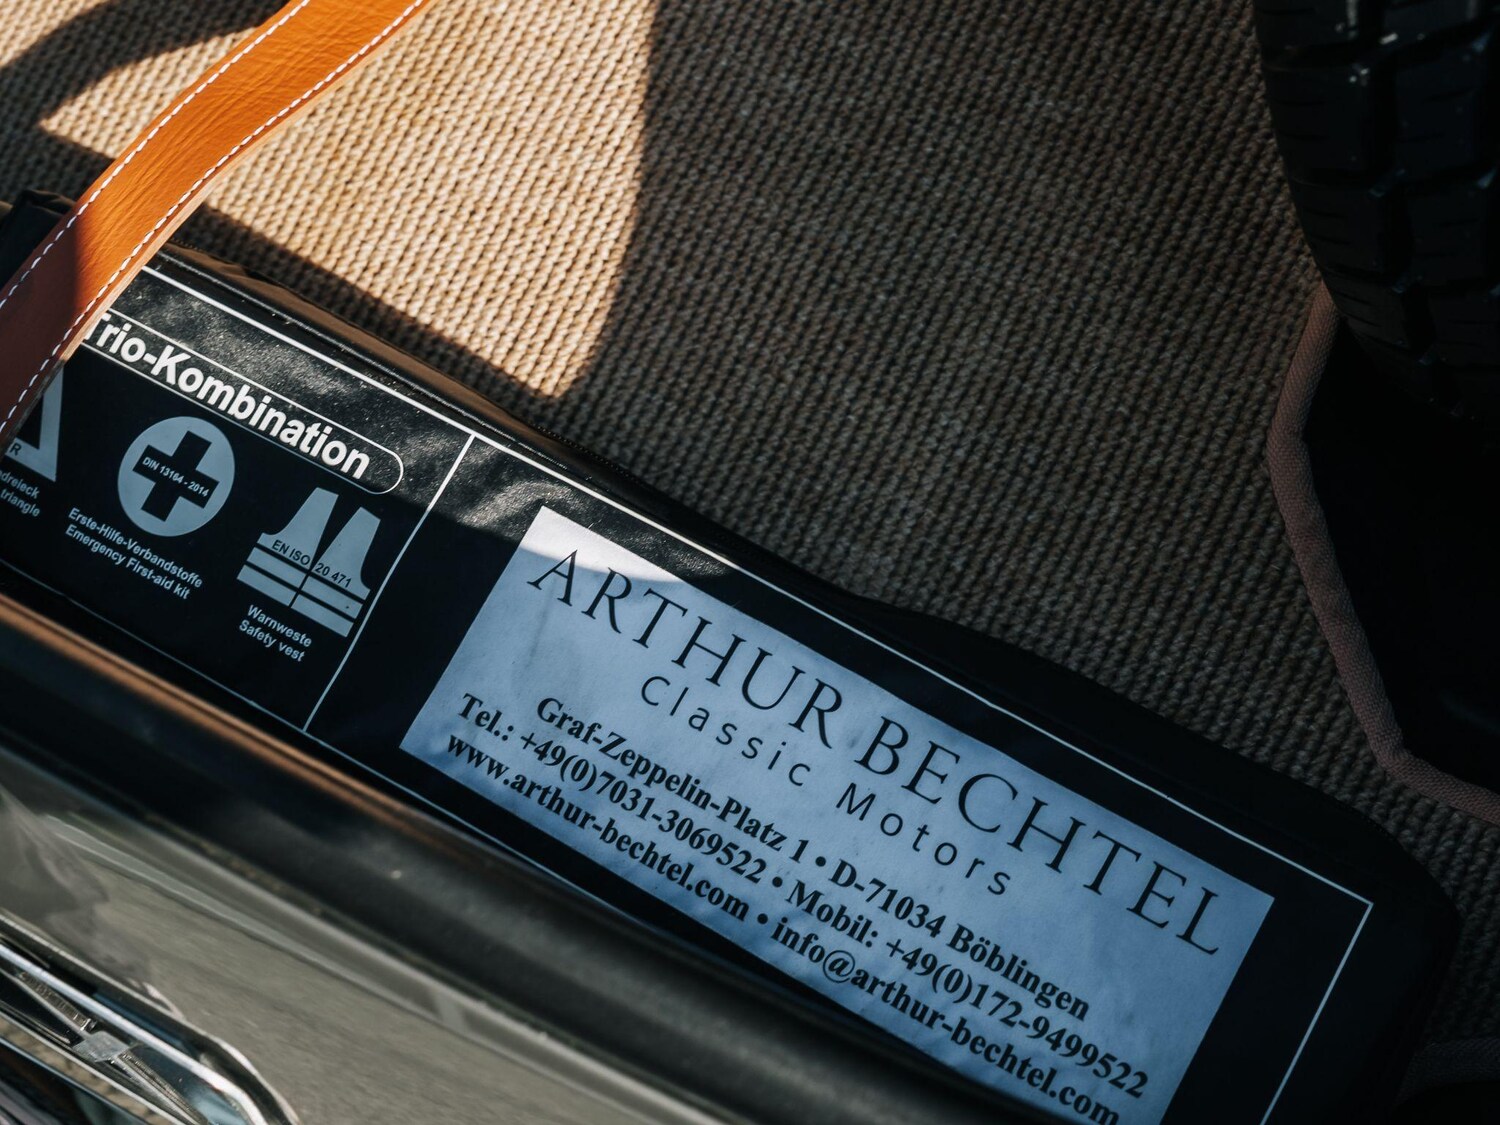 Trio-Kombination
R
triangle
DIN 13164 - 2014
Erste-Hilfe-Verbandstoffe
Emergency First-aid kit
EN ISO 20 471
Warnweste
Safety vest
ARTHUR BECHTEL
Classic Motors
Graf-Zeppelin-Platz 1 • D-71034 Böblingen
Tel.: +49(0)7031-3069522 • Mobil: +49(0)172-9499522
www.arthur-bechtel.com • info@arthur-bechtel.com